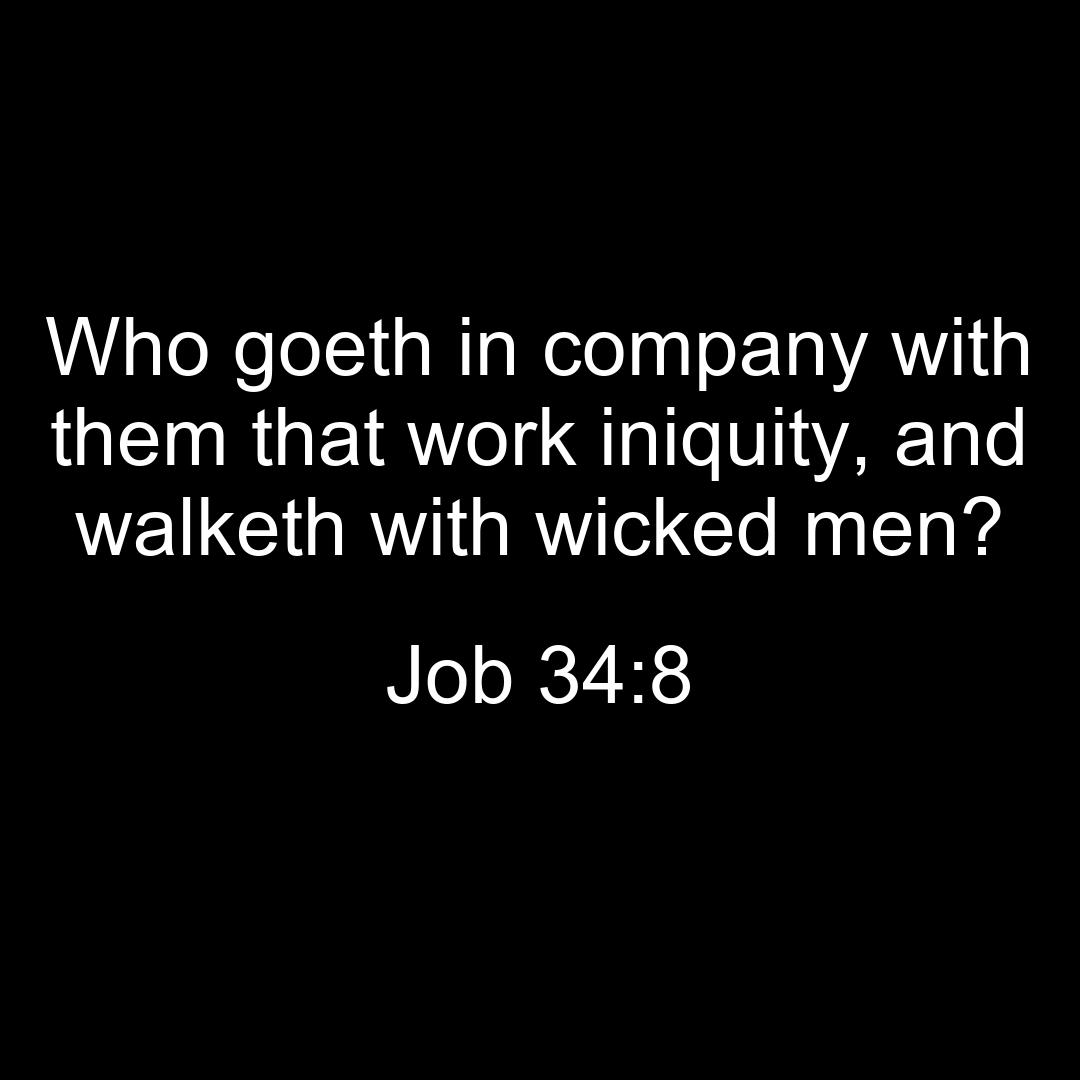 Who goeth in company with
them that work iniquity, and
walketh with wicked men?
Job 34:8